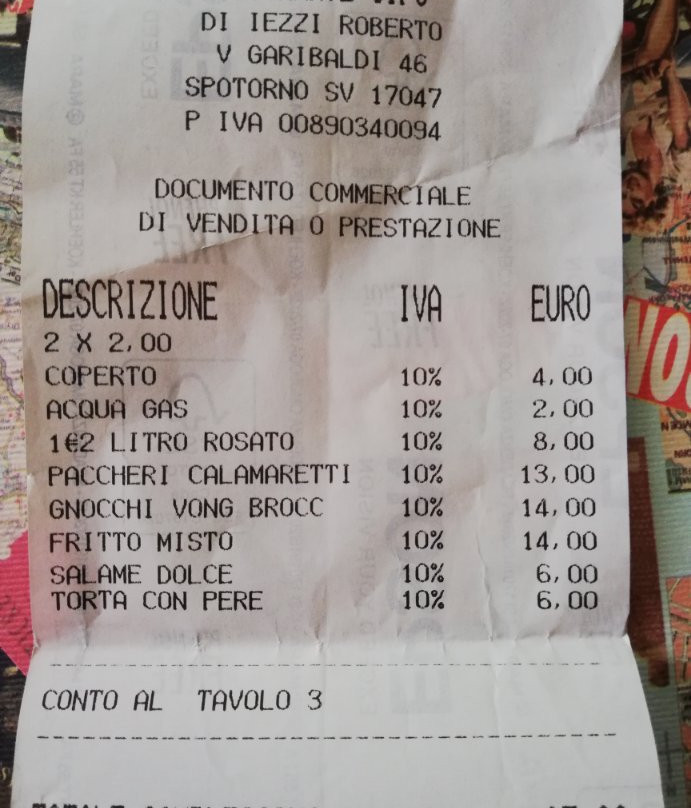 DI IEZZI ROBERTO
V GARIBALDI 46
SPOTORNO SV 17047
P IVA 00890340094
DOCUMENTO COMMERCIALE
DI VENDITA O PRESTAZIONE
DESCRIZIONE IVA EURO
2 X 2,00
COPERTO 10% 4,00
ACQUA GAS 10% 2,00
1€2 LITRO ROSATO 10% 8,00
PACCHERI CALAMARETTI 10% 13,00
GNOCCHI VONG BROCC 10% 14,00
FRITTO MISTO 10% 14,00
SALAME DOLCE 10% 6,00
TORTA CON PERE 10% 6,00
CONTO AL TAVOLO 3